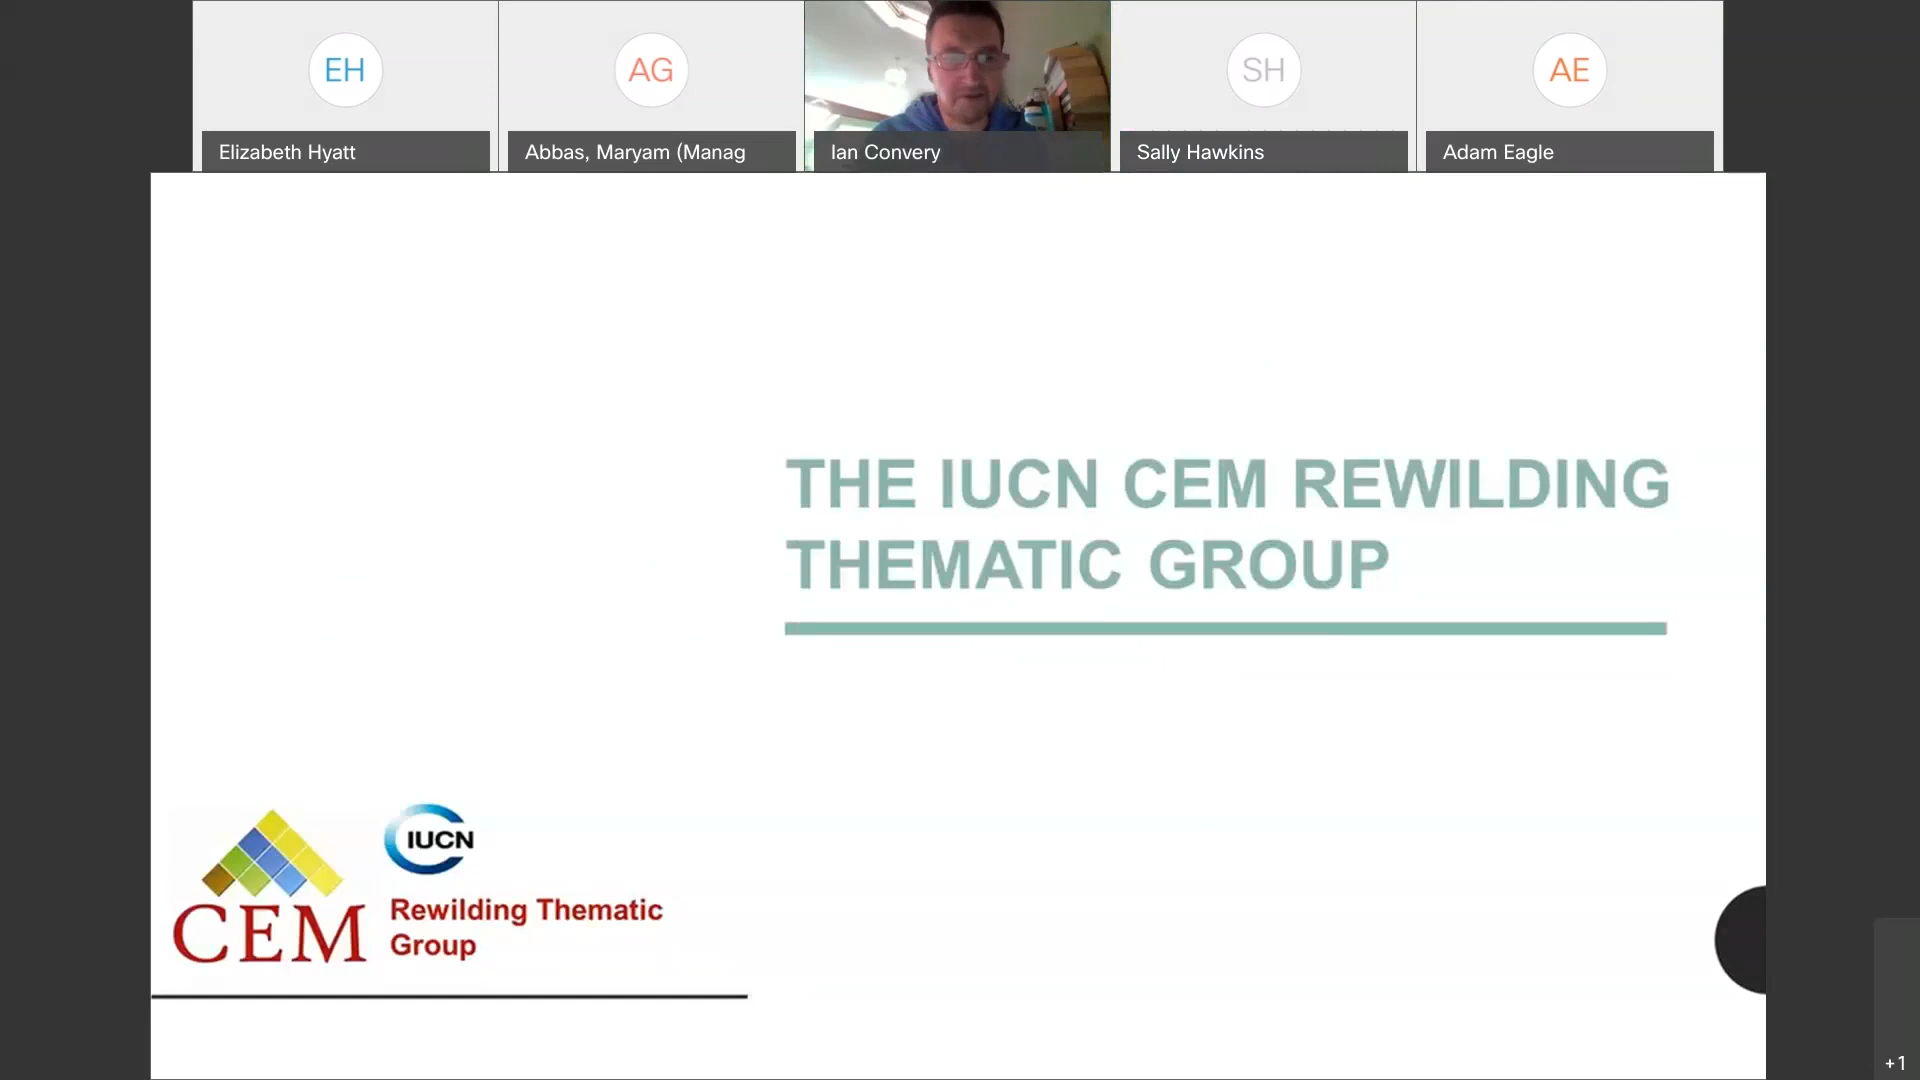 EH
AG
SH
AE
Elizabeth Hyatt
Abbas, Maryam (Manag
Ian Convery
Sally Hawkins
Adam Eagle
THE IUCN CEM REWILDING
THEMATIC GROUP
IUCN
CEM
Rewilding Thematic
Group
+1